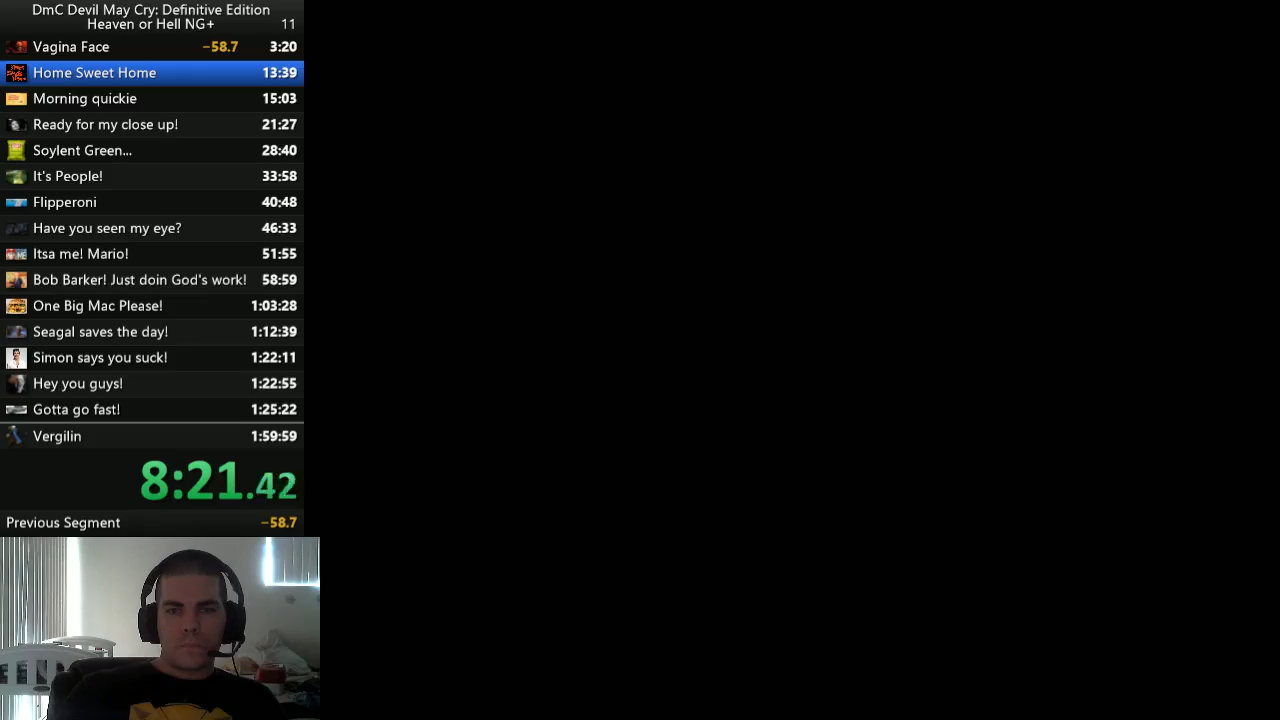 DmC Devil May Cry: Definitive Edition
Heaven or Hell NG+ 11
Vagina Face -58.7 3:20
Home Sweet Home 13:39
Morning quickie 15:03
Ready for my close up! 21:27
Soylent Green... 28:40
It's People! 33:58
Flipperoni 40:48
Have you seen my eye? 46:33
Itsa me! Mario! 51:55
Bob Barker! Just doin God's work! 58:59
One Big Mac Please! 1:03:28
Seagal saves the day! 1:12:39
Simon says you suck! 1:22:11
Hey you guys! 1:22:55
Gotta go fast! 1:25:22
Vergilin 1:59:59
8:21.42
Previous Segment -58.7